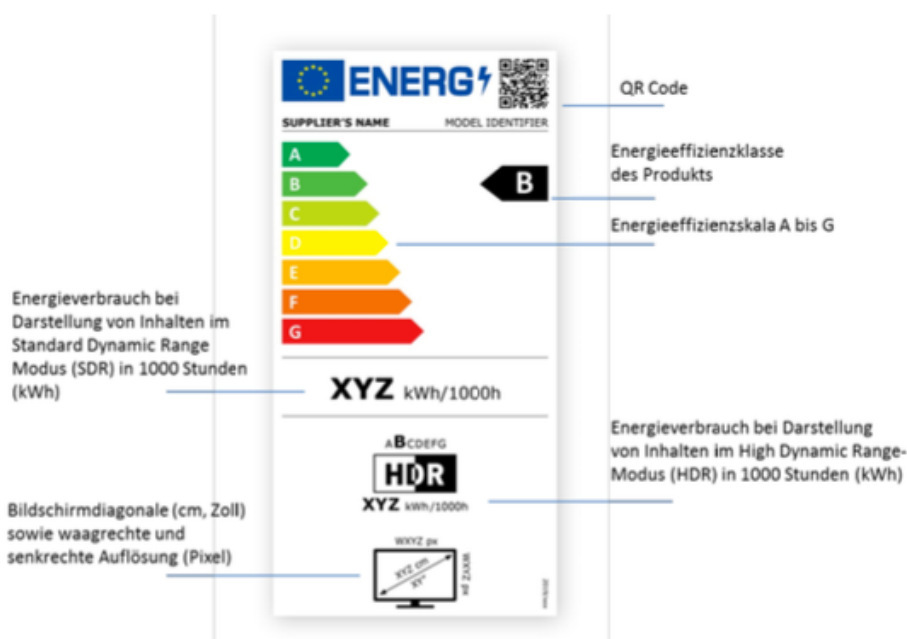 ENERG
SUPPLIER'S NAME MODEL IDENTIFIER
A
B
C
D
E
F
G
B
XYZ kWh/1000h
ABCDEFG
HDR
XYZ kWh/1000h
WXYZ px
XYZ cm
XY"
WXYZ px
QR Code
Energieeffizienzklasse
des Produkts
Energieeffizienzskala A bis G
Energieverbrauch bei
Darstellung von Inhalten im
Standard Dynamic Range
Modus (SDR) in 1000 Stunden
(kWh)
Energieverbrauch bei Darstellung
von Inhalten im High Dynamic Range-
Modus (HDR) in 1000 Stunden (kWh)
Bildschirmdiagonale (cm, Zoll)
sowie waagrechte und
senkrechte Auflösung (Pixel)